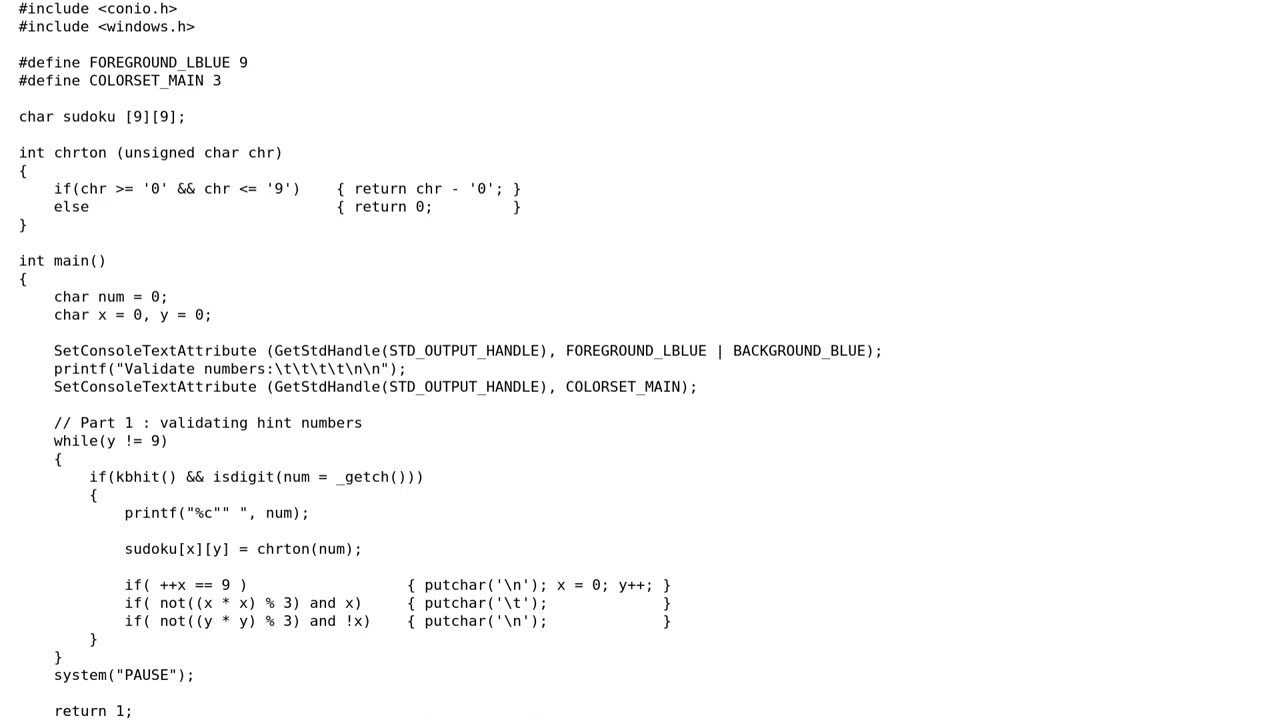 #include <conio.h>
#include <windows.h>

#define FOREGROUND_LBLUE 9
#define COLORSET_MAIN 3

char sudoku [9][9];

int chrton (unsigned char chr)
{
    if(chr >= '0' && chr <= '9')    { return chr - '0'; }
    else                            { return 0;         }
}

int main()
{
    char num = 0;
    char x = 0, y = 0;

    SetConsoleTextAttribute (GetStdHandle(STD_OUTPUT_HANDLE), FOREGROUND_LBLUE | BACKGROUND_BLUE);
    printf("Validate numbers:\t\t\t\t\n\n");
    SetConsoleTextAttribute (GetStdHandle(STD_OUTPUT_HANDLE), COLORSET_MAIN);

    // Part 1 : validating hint numbers
    while(y != 9)
    {
        if(kbhit() && isdigit(num = _getch()))
        {
            printf("%c"" ", num);

            sudoku[x][y] = chrton(num);

            if( ++x == 9 )                  { putchar('\n'); x = 0; y++; }
            if( not((x * x) % 3) and x)     { putchar('\t');             }
            if( not((y * y) % 3) and !x)    { putchar('\n');             }
        }
    }
    system("PAUSE");

    return 1;